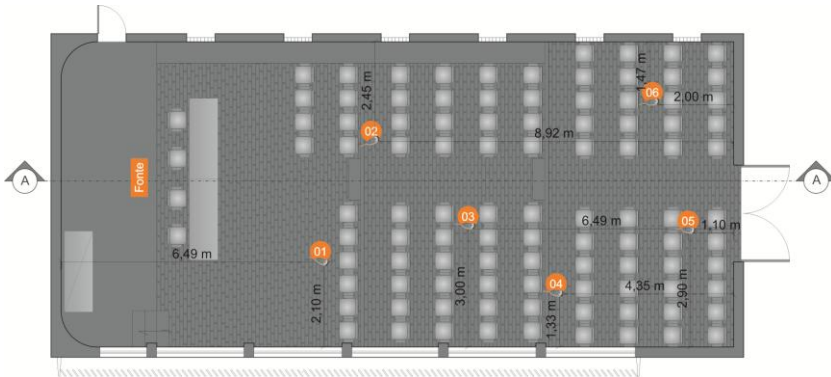 1,47 m
06
2,00 m
2,45 m
02
8,92 m
A
Fonte
A
03
6,49 m
05
1,10 m
6,49 m
01
2,10 m
3,00 m
04
1,33 m
4,35 m
2,90 m